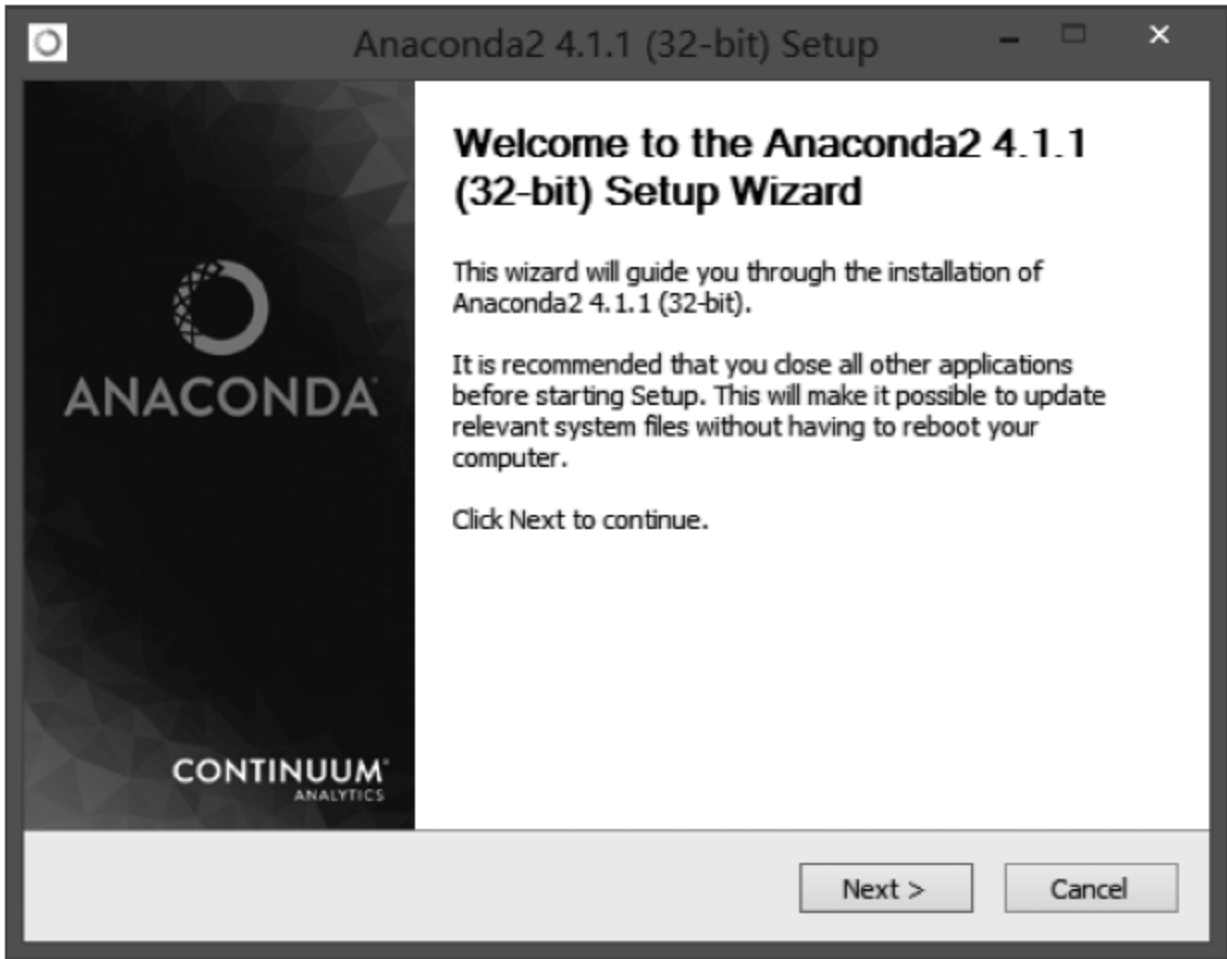 Anaconda2 4.1.1 (32-bit) Setup
Welcome to the Anaconda2 4.1.1
(32-bit) Setup Wizard
This wizard will guide you through the installation of
Anaconda2 4.1.1 (32-bit).
It is recommended that you close all other applications
before starting Setup. This will make it possible to update
relevant system files without having to reboot your
computer.
Click Next to continue.
ANACONDA
CONTINUUM
ANALYTICS
Next >
Cancel